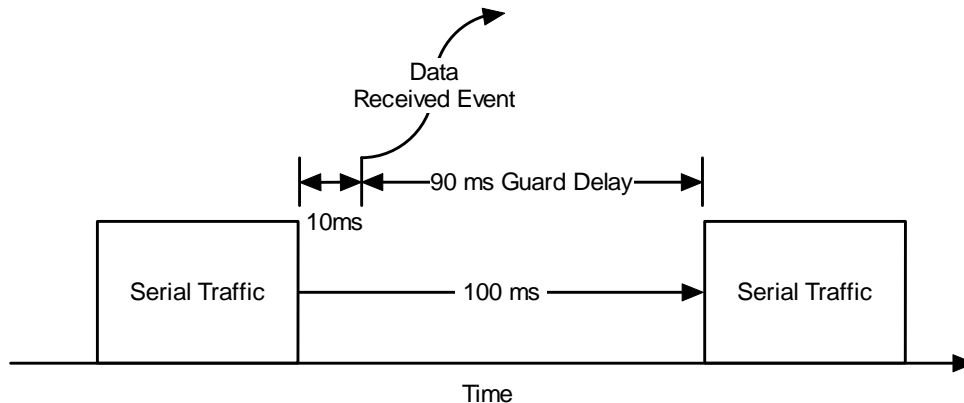 Data
Received Event
90 ms Guard Delay
10ms
Serial Traffic
100 ms
Serial Traffic
Time